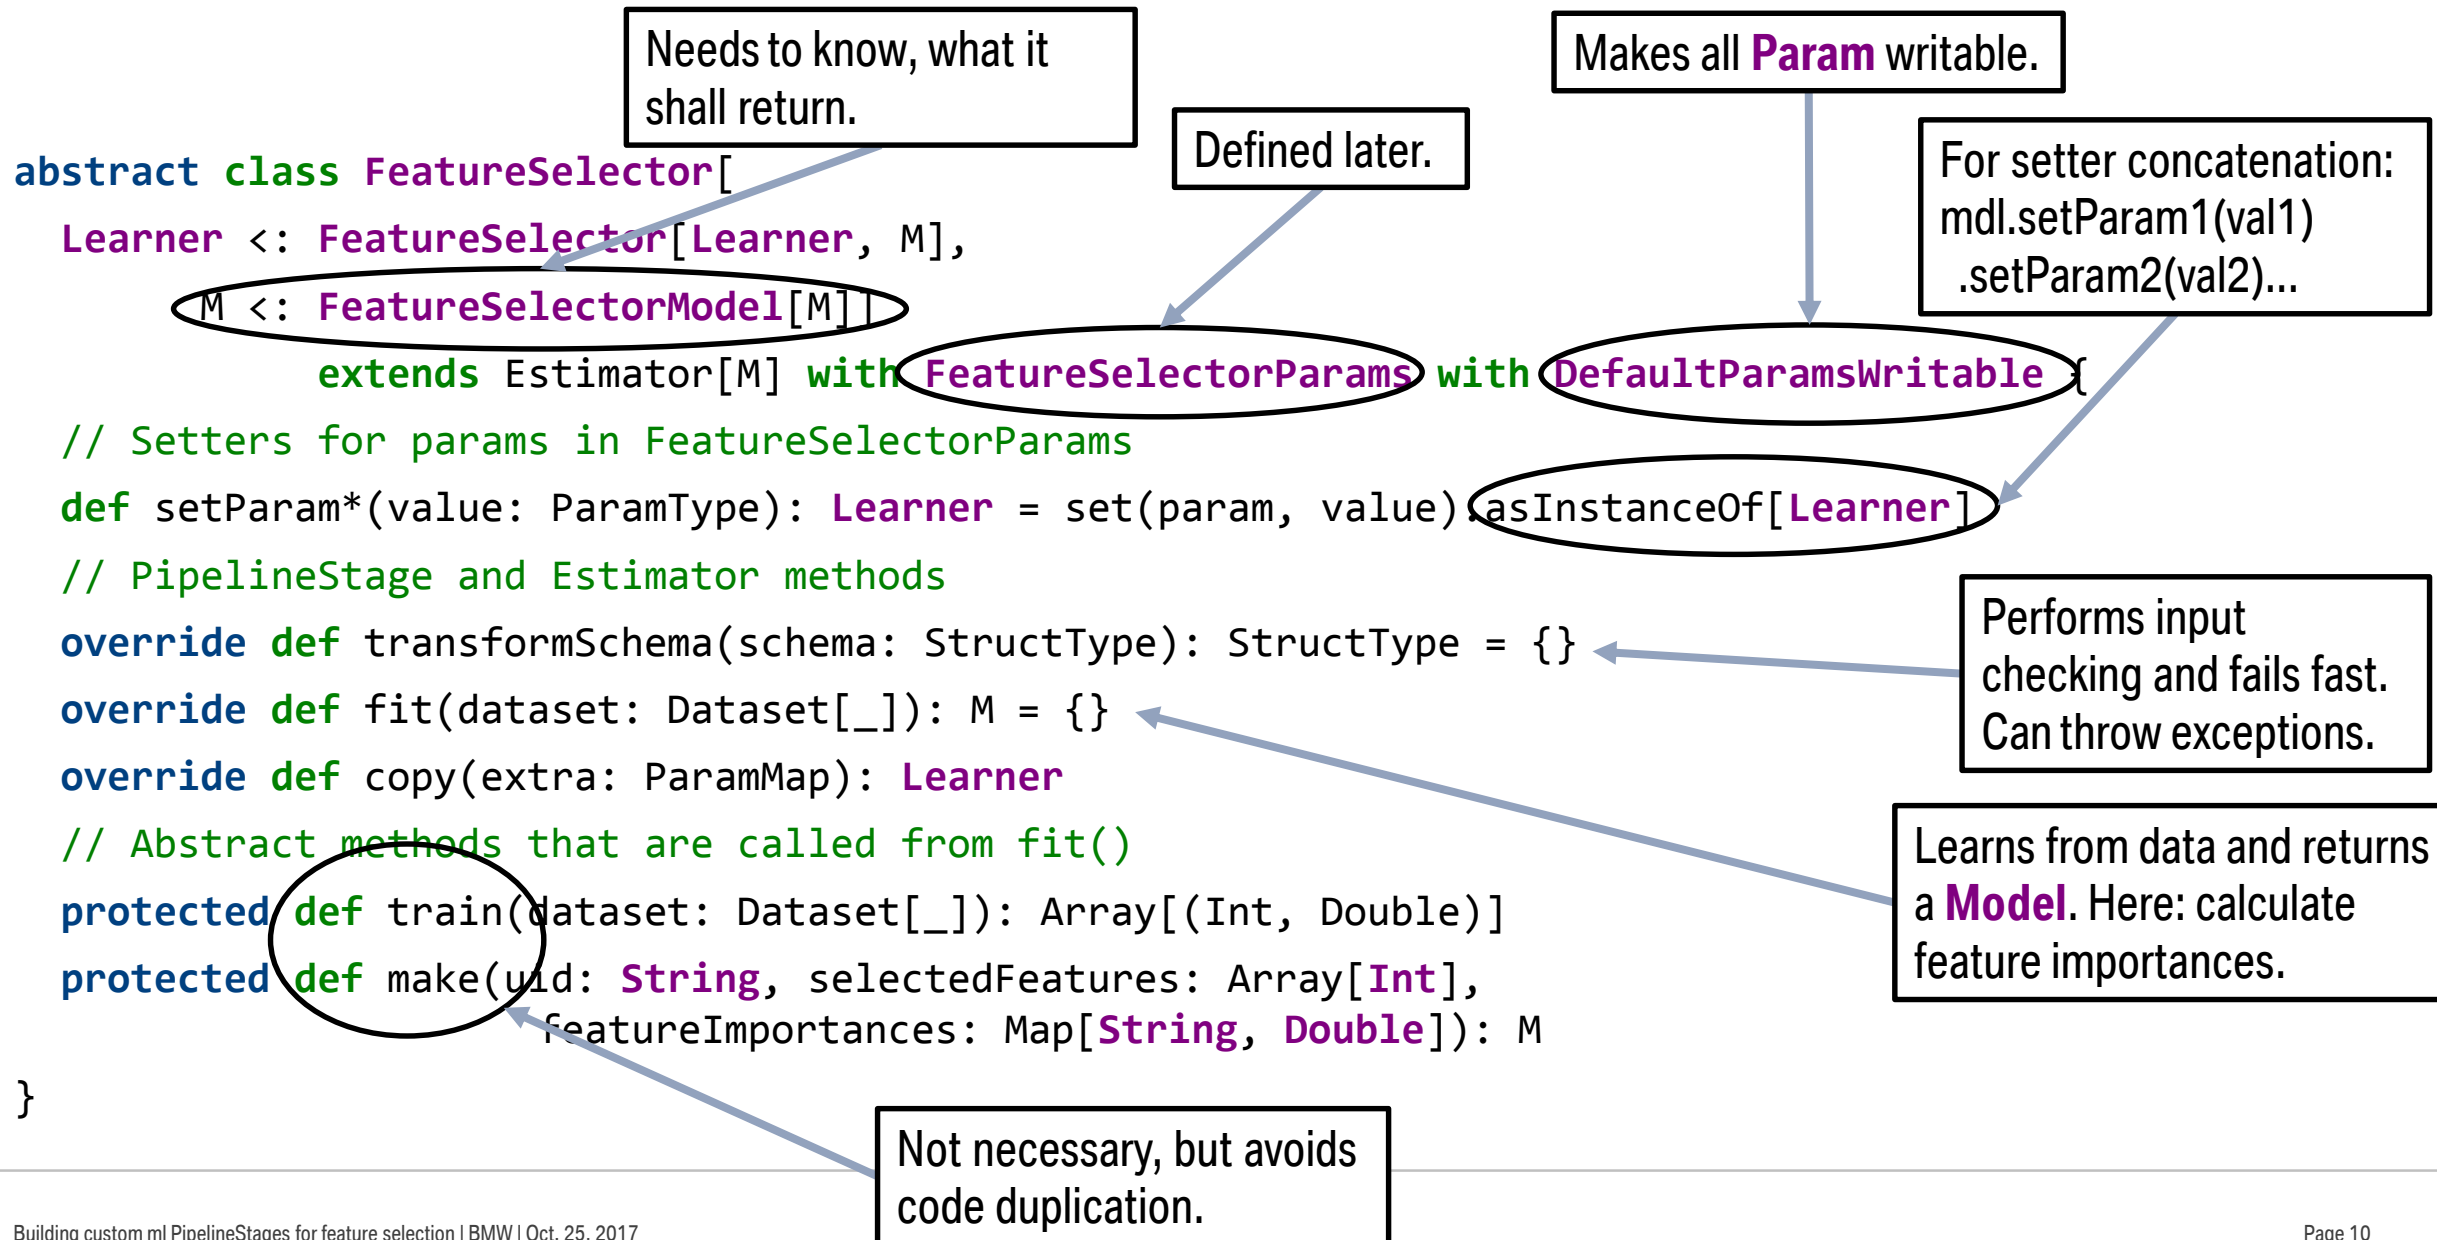 Needs to know, what it
shall return.
Makes all Param writable.
Defined later.
For setter concatenation:
mdl.setParam1(val1)
.setParam2(val2)...
abstract class FeatureSelector[
Learner <: FeatureSelector[Learner, M],
M <: FeatureSelectorModel[M]]
extends Estimator[M] with FeatureSelectorParams with DefaultParamsWritable {
// Setters for params in FeatureSelectorParams
def setParam*(value: ParamType): Learner = set(param, value).asInstanceOf[Learner]
// PipelineStage and Estimator methods
override def transformSchema(schema: StructType): StructType = {}
override def fit(dataset: Dataset[_]): M = {}
override def copy(extra: ParamMap): Learner
// Abstract methods that are called from fit()
protected def train(dataset: Dataset[_]): Array[(Int, Double)]
protected def make(uid: String, selectedFeatures: Array[Int],
featureImportances: Map[String, Double]): M
}
Performs input
checking and fails fast.
Can throw exceptions.
Learns from data and returns
a Model. Here: calculate
feature importances.
Not necessary, but avoids
code duplication.
Building custom ml PipelineStages for feature selection | BMW | Oct. 25, 2017
Page 10